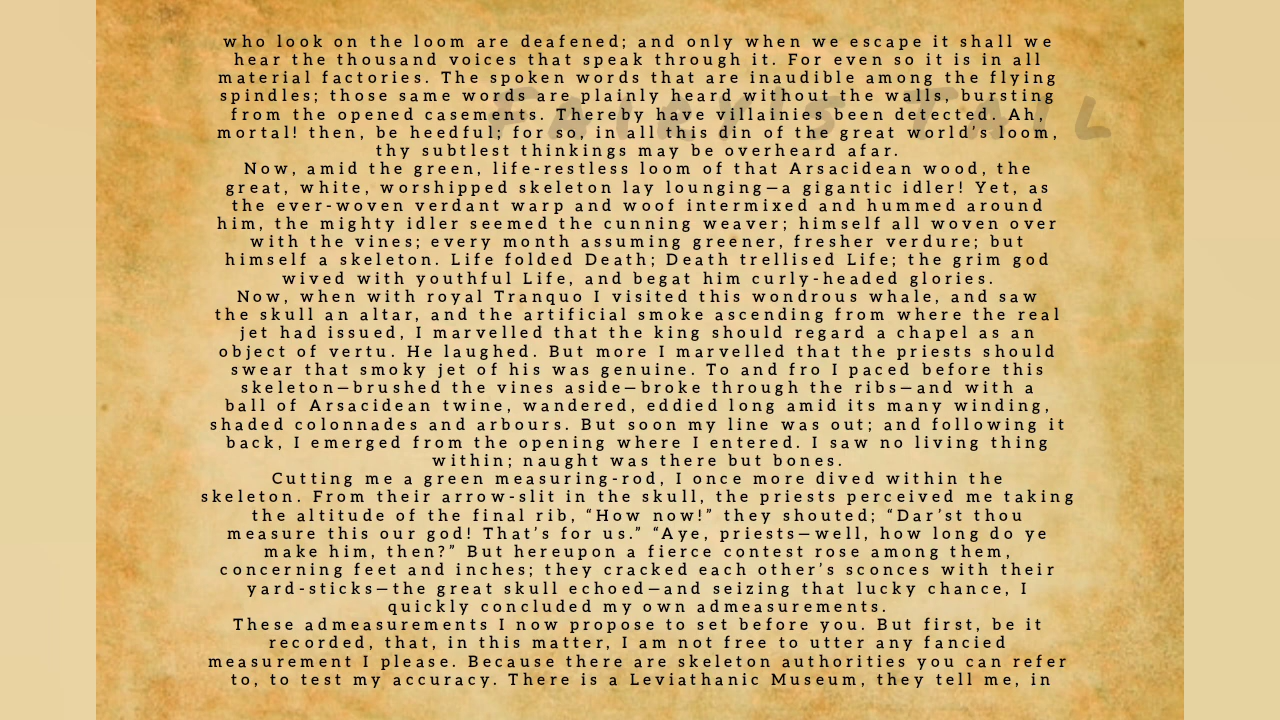 who look on the loom are deafened; and only when we escape it shall we
hear the thousand voices that speak through it. For even so it is in all
material factories. The spoken words that are inaudible among the flying
spindles; those same words are plainly heard without the walls, bursting
from the opened casements. Thereby have villainies been detected. Ah,
mortal! then, be heedful; for so, in all this din of the great world's loom,
thy subtlest thinkings may be overheard afar.
Now, amid the green, life-restless loom of that Arsacidean wood, the
great, white, worshipped skeleton lay lounging—a gigantic idler! Yet, as
the ever-woven verdant warp and woof intermixed and hummed around
him, the mighty idler seemed the cunning weaver; himself all woven over
with the vines; every month assuming greener, fresher verdure; but
himself a skeleton. Life folded Death; Death trellised Life; the grim god
wived with youthful Life, and begat him curly-headed glories.
Now, when with royal Tranquo I visited this wondrous whale, and saw
the skull an altar, and the artificial smoke ascending from where the real
jet had issued, I marvelled that the king should regard a chapel as an
object of vertu. He laughed. But more I marvelled that the priests should
swear that smoky jet of his was genuine. To and fro I paced before this
skeleton—brushed the vines aside—broke through the ribs—and with a
ball of Arsacidean twine, wandered, eddied long amid its many winding,
shaded colonnades and arbours. But soon my line was out; and following it
back, I emerged from the opening where I entered. I saw no living thing
within; naught was there but bones.
Cutting me a green measuring-rod, I once more dived within the
skeleton. From their arrow-slit in the skull, the priests perceived me taking
the altitude of the final rib, “How now!” they shouted; “Dar’st thou
measure this our god! That’s for us.” “Aye, priests—well, how long do ye
make him, then?” But hereupon a fierce contest rose among them,
concerning feet and inches; they cracked each other’s sconces with their
yard-sticks—the great skull echoed—and seizing that lucky chance, I
quickly concluded my own admeasurements.
These admeasurements I now propose to set before you. But first, be it
recorded, that, in this matter, I am not free to utter any fancied
measurement I please. Because there are skeleton authorities you can refer
to, to test my accuracy. There is a Leviathanic Museum, they tell me, in